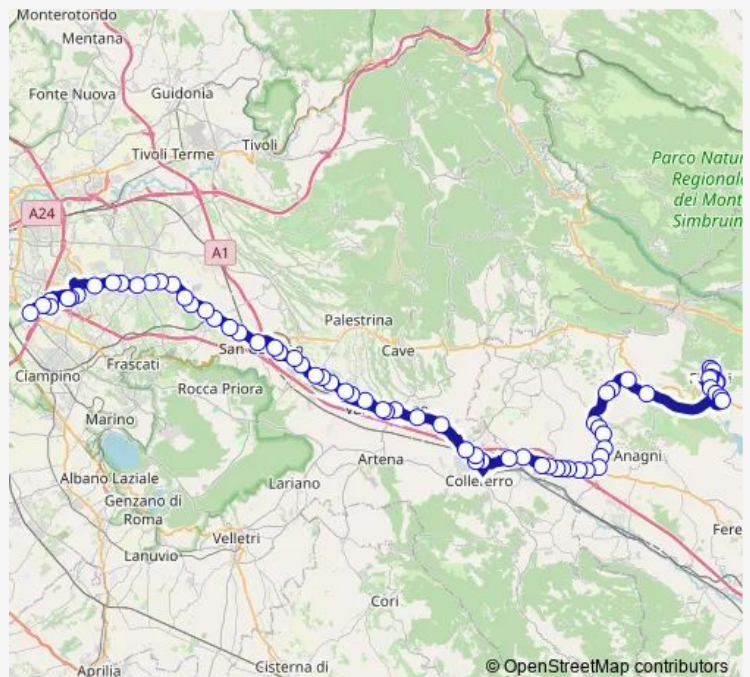 Monterotondo
Mentana
Fonte Nuova
Guidonia
Tivoli Terme
Tivoli
Parco Natur
Regionale
dei Mont
Simbruin
A24
A1
Palestrina
Cave
Frascati
Ciampino
Rocca Priora
Marino
Artena
Anagni
Albano Laziale
Lariano
Genzano di
Roma
Velletri
Lanuvio
Fere
Cori
Aprilia
Cisterna di
© OpenStreetMap contributors